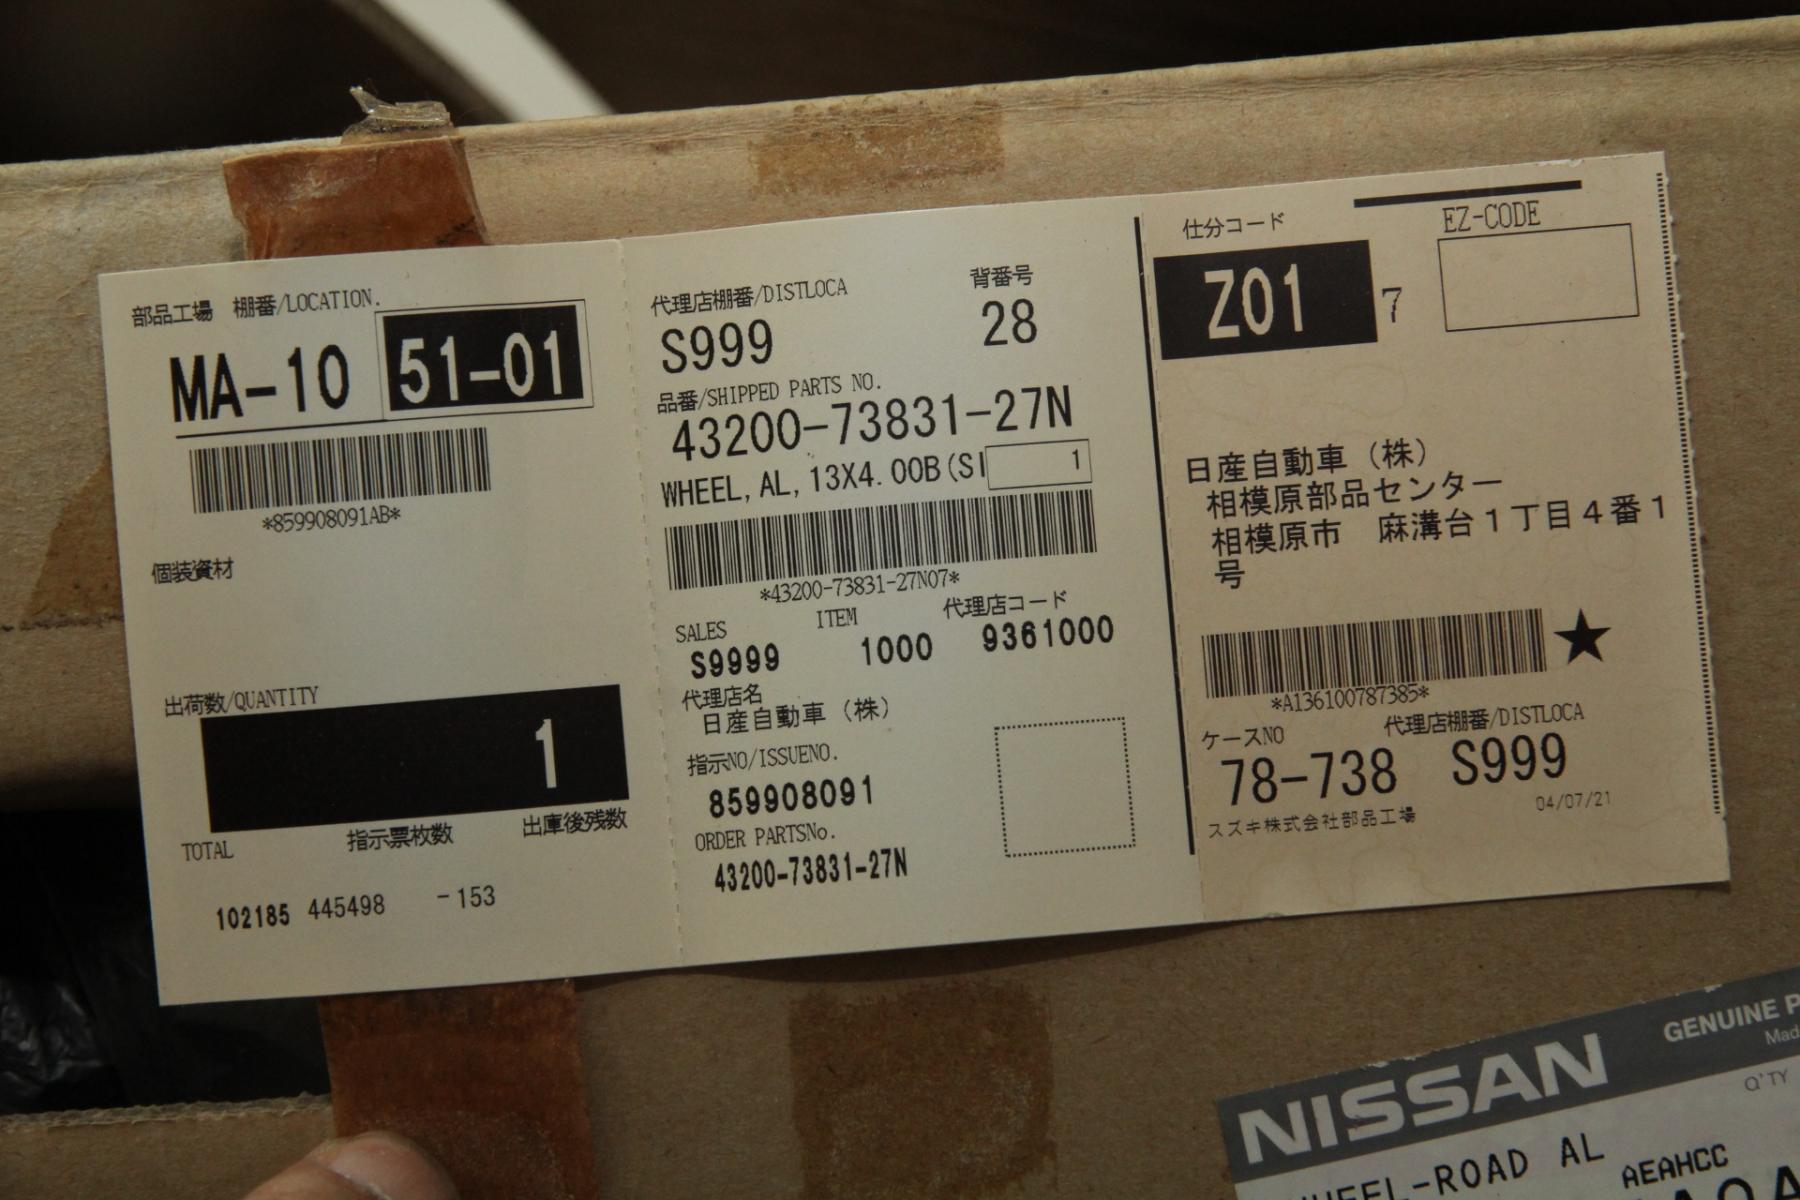 部品工場 棚番/LOCATION.
MA-10 51-01
*859908091AB*
個装資材
出荷数/QUANTITY
1
TOTAL 指示票枚数 出庫後残数
102185 445498 -153
代理店棚番/DISTLOCA 背番号
S999 28
品番/SHIPPED PARTS NO.
43200-73831-27N
WHEEL,AL,13X4.00B(SI 1
*43200-73831-27N07*
SALES ITEM 代理店コード
S9999 1000 9361000
代理店名
日産自動車（株）
指示NO/ISSUENO.
859908091
ORDER PARTSNo.
43200-73831-27N
仕分コード EZ-CODE
Z01 7
日産自動車（株）
相模原部品センター
相模原市 麻溝台１丁目４番１
号
*A136100787385*
★
ケースNO 代理店棚番/DISTLOCA
78-738 S999
04/07/21
スズキ株式会社部品工場
NISSAN GENUINE
Q'TY
WHEEL-ROAD AL AEAHCC